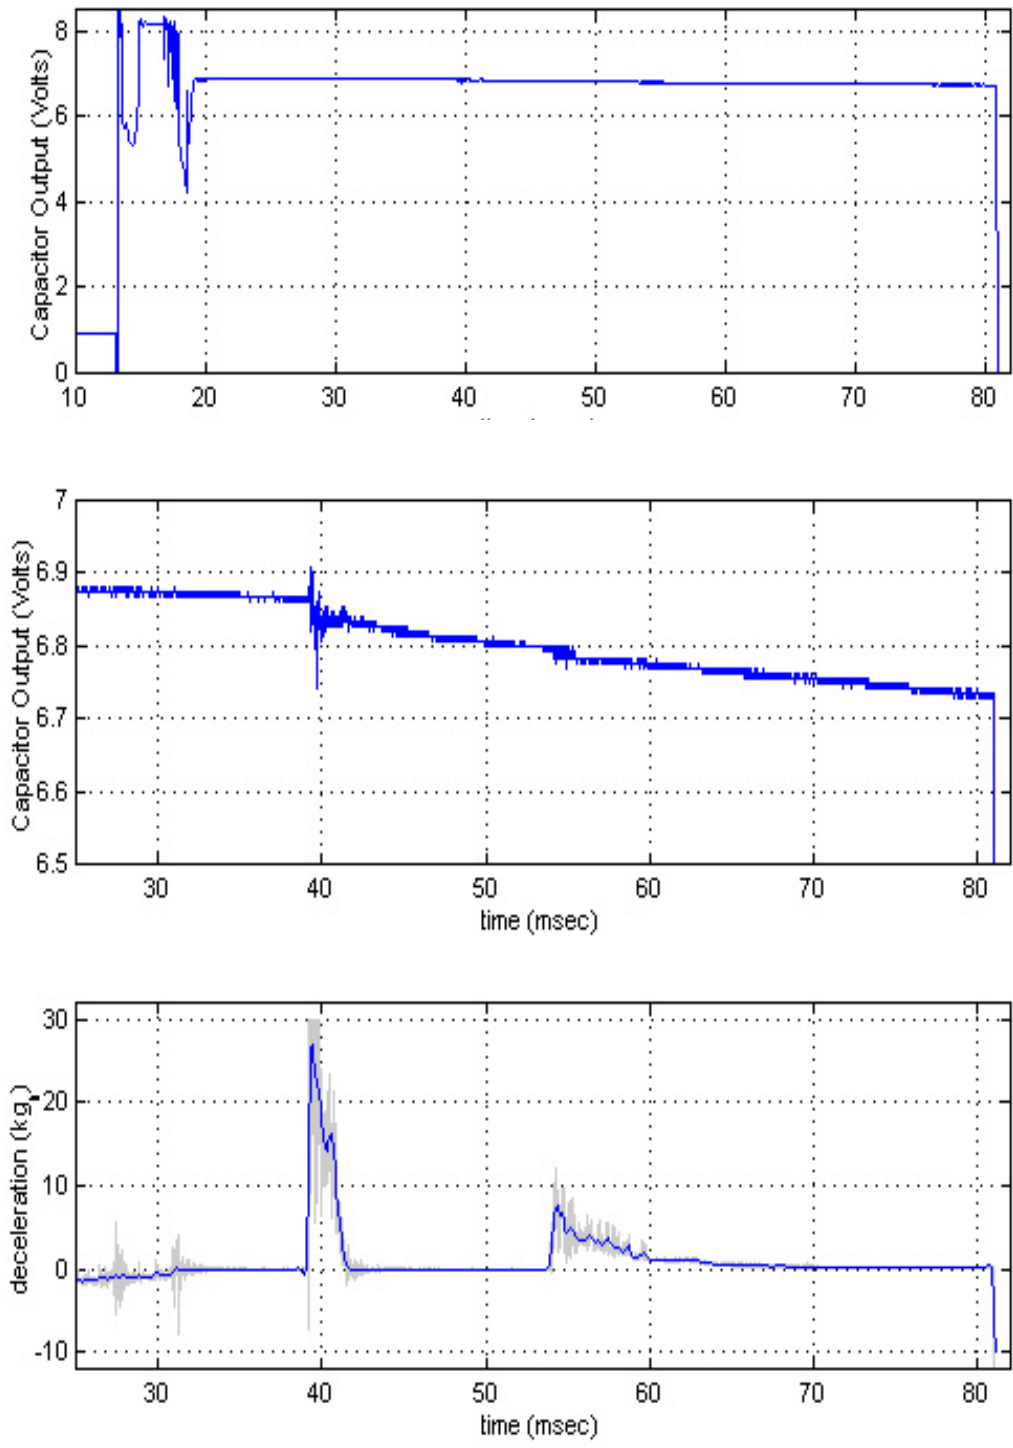 Capacitor Output (Volts)
8
6
4
2
0
10 20 30 40 50 60 70 80
Capacitor Output (Volts)
7
6.9
6.8
6.7
6.6
6.5
30 40 50 60 70 80
time (msec)
deceleration (kg
30
20
10
0
-10
30 40 50 60 70 80
time (msec)